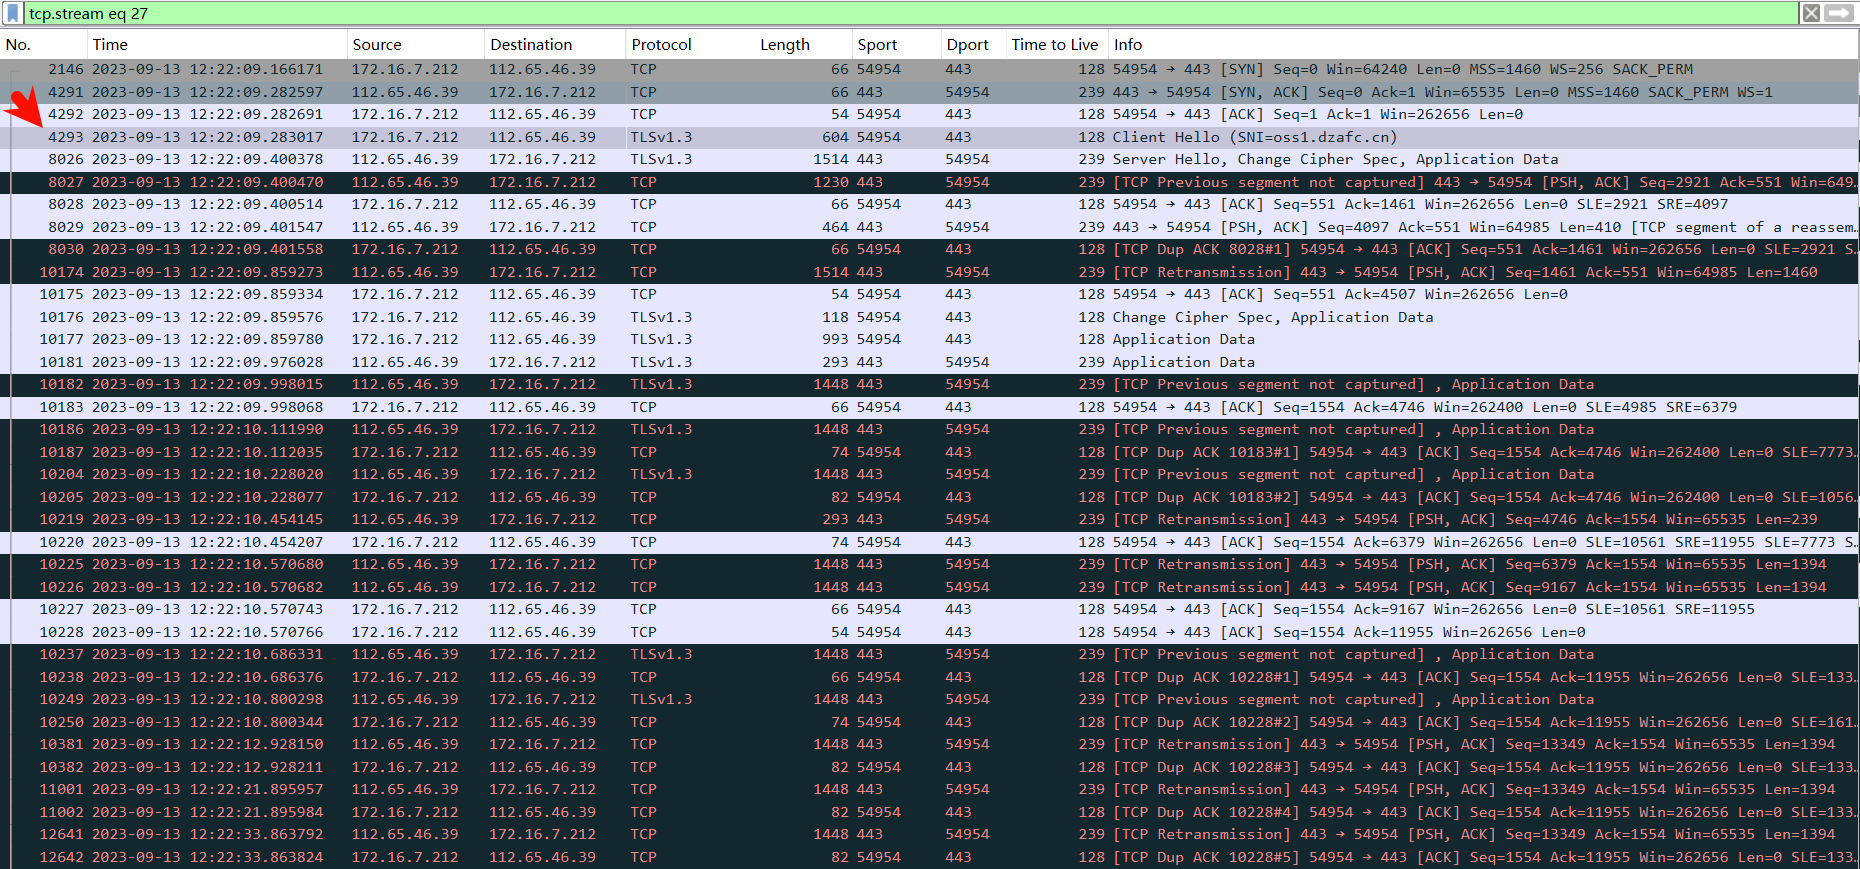 tcp.stream eq 27
No. Time Source Destination Protocol Length Sport Dport Time to Live Info
2146 2023-09-13 12:22:09.166171 172.16.7.212 112.65.46.39 TCP 66 54954 443 128 54954 → 443 [SYN] Seq=0 Win=64240 Len=0 MSS=1460 WS=256 SACK_PERM
4291 2023-09-13 12:22:09.282597 112.65.46.39 172.16.7.212 TCP 66 443 54954 239 443 → 54954 [SYN, ACK] Seq=0 Ack=1 Win=65535 Len=0 MSS=1460 SACK_PERM WS=1
4292 2023-09-13 12:22:09.282691 172.16.7.212 112.65.46.39 TCP 54 54954 443 128 54954 → 443 [ACK] Seq=1 Ack=1 Win=262656 Len=0
4293 2023-09-13 12:22:09.283017 172.16.7.212 112.65.46.39 TLSv1.3 604 54954 443 128 Client Hello (SNI=oss1.dzafc.cn)
8026 2023-09-13 12:22:09.400378 112.65.46.39 172.16.7.212 TLSv1.3 1514 443 54954 239 Server Hello, Change Cipher Spec, Application Data
8027 2023-09-13 12:22:09.400470 112.65.46.39 172.16.7.212 TCP 1230 443 54954 239 [TCP Previous segment not captured] 443 → 54954 [PSH, ACK] Seq=2921 Ack=551 Win=649…
8028 2023-09-13 12:22:09.400514 172.16.7.212 112.65.46.39 TCP 66 54954 443 128 54954 → 443 [ACK] Seq=551 Ack=1461 Win=262656 Len=0 SLE=2921 SRE=4097
8029 2023-09-13 12:22:09.401547 112.65.46.39 172.16.7.212 TCP 464 443 54954 239 443 → 54954 [PSH, ACK] Seq=4097 Ack=551 Win=64985 Len=410 [TCP segment of a reassem…
8030 2023-09-13 12:22:09.401558 172.16.7.212 112.65.46.39 TCP 66 54954 443 128 [TCP Dup ACK 8028#1] 54954 → 443 [ACK] Seq=551 Ack=1461 Win=262656 Len=0 SLE=2921 S…
10174 2023-09-13 12:22:09.859273 112.65.46.39 172.16.7.212 TCP 1514 443 54954 239 [TCP Retransmission] 443 → 54954 [PSH, ACK] Seq=1461 Ack=551 Win=64985 Len=1460
10175 2023-09-13 12:22:09.859334 172.16.7.212 112.65.46.39 TCP 54 54954 443 128 54954 → 443 [ACK] Seq=551 Ack=4507 Win=262656 Len=0
10176 2023-09-13 12:22:09.859576 172.16.7.212 112.65.46.39 TLSv1.3 118 54954 443 128 Change Cipher Spec, Application Data
10177 2023-09-13 12:22:09.859780 172.16.7.212 112.65.46.39 TLSv1.3 993 54954 443 128 Application Data
10181 2023-09-13 12:22:09.976028 112.65.46.39 172.16.7.212 TLSv1.3 293 443 54954 239 Application Data
10182 2023-09-13 12:22:09.998015 112.65.46.39 172.16.7.212 TLSv1.3 1448 443 54954 239 [TCP Previous segment not captured] , Application Data
10183 2023-09-13 12:22:09.998068 172.16.7.212 112.65.46.39 TCP 66 54954 443 128 54954 → 443 [ACK] Seq=1554 Ack=4746 Win=262400 Len=0 SLE=4985 SRE=6379
10186 2023-09-13 12:22:10.111990 112.65.46.39 172.16.7.212 TLSv1.3 1448 443 54954 239 [TCP Previous segment not captured] , Application Data
10187 2023-09-13 12:22:10.112035 172.16.7.212 112.65.46.39 TCP 74 54954 443 128 [TCP Dup ACK 10183#1] 54954 → 443 [ACK] Seq=1554 Ack=4746 Win=262400 Len=0 SLE=7773…
10204 2023-09-13 12:22:10.228020 112.65.46.39 172.16.7.212 TLSv1.3 1448 443 54954 239 [TCP Previous segment not captured] , Application Data
10205 2023-09-13 12:22:10.228077 172.16.7.212 112.65.46.39 TCP 82 54954 443 128 [TCP Dup ACK 10183#2] 54954 → 443 [ACK] Seq=1554 Ack=4746 Win=262400 Len=0 SLE=1056…
10219 2023-09-13 12:22:10.454145 112.65.46.39 172.16.7.212 TCP 293 443 54954 239 [TCP Retransmission] 443 → 54954 [PSH, ACK] Seq=4746 Ack=1554 Win=65535 Len=239
10220 2023-09-13 12:22:10.454207 172.16.7.212 112.65.46.39 TCP 74 54954 443 128 54954 → 443 [ACK] Seq=1554 Ack=6379 Win=262656 Len=0 SLE=10561 SRE=11955 SLE=7773 S…
10225 2023-09-13 12:22:10.570680 112.65.46.39 172.16.7.212 TCP 1448 443 54954 239 [TCP Retransmission] 443 → 54954 [PSH, ACK] Seq=6379 Ack=1554 Win=65535 Len=1394
10226 2023-09-13 12:22:10.570682 112.65.46.39 172.16.7.212 TCP 1448 443 54954 239 [TCP Retransmission] 443 → 54954 [PSH, ACK] Seq=9167 Ack=1554 Win=65535 Len=1394
10227 2023-09-13 12:22:10.570743 172.16.7.212 112.65.46.39 TCP 66 54954 443 128 54954 → 443 [ACK] Seq=1554 Ack=9167 Win=262656 Len=0 SLE=10561 SRE=11955
10228 2023-09-13 12:22:10.570766 172.16.7.212 112.65.46.39 TCP 54 54954 443 128 54954 → 443 [ACK] Seq=1554 Ack=11955 Win=262656 Len=0
10237 2023-09-13 12:22:10.686331 112.65.46.39 172.16.7.212 TLSv1.3 1448 443 54954 239 [TCP Previous segment not captured] , Application Data
10238 2023-09-13 12:22:10.686376 172.16.7.212 112.65.46.39 TCP 66 54954 443 128 [TCP Dup ACK 10228#1] 54954 → 443 [ACK] Seq=1554 Ack=11955 Win=262656 Len=0 SLE=133…
10249 2023-09-13 12:22:10.800298 112.65.46.39 172.16.7.212 TLSv1.3 1448 443 54954 239 [TCP Previous segment not captured] , Application Data
10250 2023-09-13 12:22:10.800344 172.16.7.212 112.65.46.39 TCP 74 54954 443 128 [TCP Dup ACK 10228#2] 54954 → 443 [ACK] Seq=1554 Ack=11955 Win=262656 Len=0 SLE=161…
10381 2023-09-13 12:22:12.928150 112.65.46.39 172.16.7.212 TCP 1448 443 54954 239 [TCP Retransmission] 443 → 54954 [PSH, ACK] Seq=13349 Ack=1554 Win=65535 Len=1394
10382 2023-09-13 12:22:12.928211 172.16.7.212 112.65.46.39 TCP 82 54954 443 128 [TCP Dup ACK 10228#3] 54954 → 443 [ACK] Seq=1554 Ack=11955 Win=262656 Len=0 SLE=133…
11001 2023-09-13 12:22:21.895957 112.65.46.39 172.16.7.212 TCP 1448 443 54954 239 [TCP Retransmission] 443 → 54954 [PSH, ACK] Seq=13349 Ack=1554 Win=65535 Len=1394
11002 2023-09-13 12:22:21.895984 172.16.7.212 112.65.46.39 TCP 82 54954 443 128 [TCP Dup ACK 10228#4] 54954 → 443 [ACK] Seq=1554 Ack=11955 Win=262656 Len=0 SLE=133…
12641 2023-09-13 12:22:33.863792 112.65.46.39 172.16.7.212 TCP 1448 443 54954 239 [TCP Retransmission] 443 → 54954 [PSH, ACK] Seq=13349 Ack=1554 Win=65535 Len=1394
12642 2023-09-13 12:22:33.863824 172.16.7.212 112.65.46.39 TCP 82 54954 443 128 [TCP Dup ACK 10228#5] 54954 → 443 [ACK] Seq=1554 Ack=11955 Win=262656 Len=0 SLE=133…